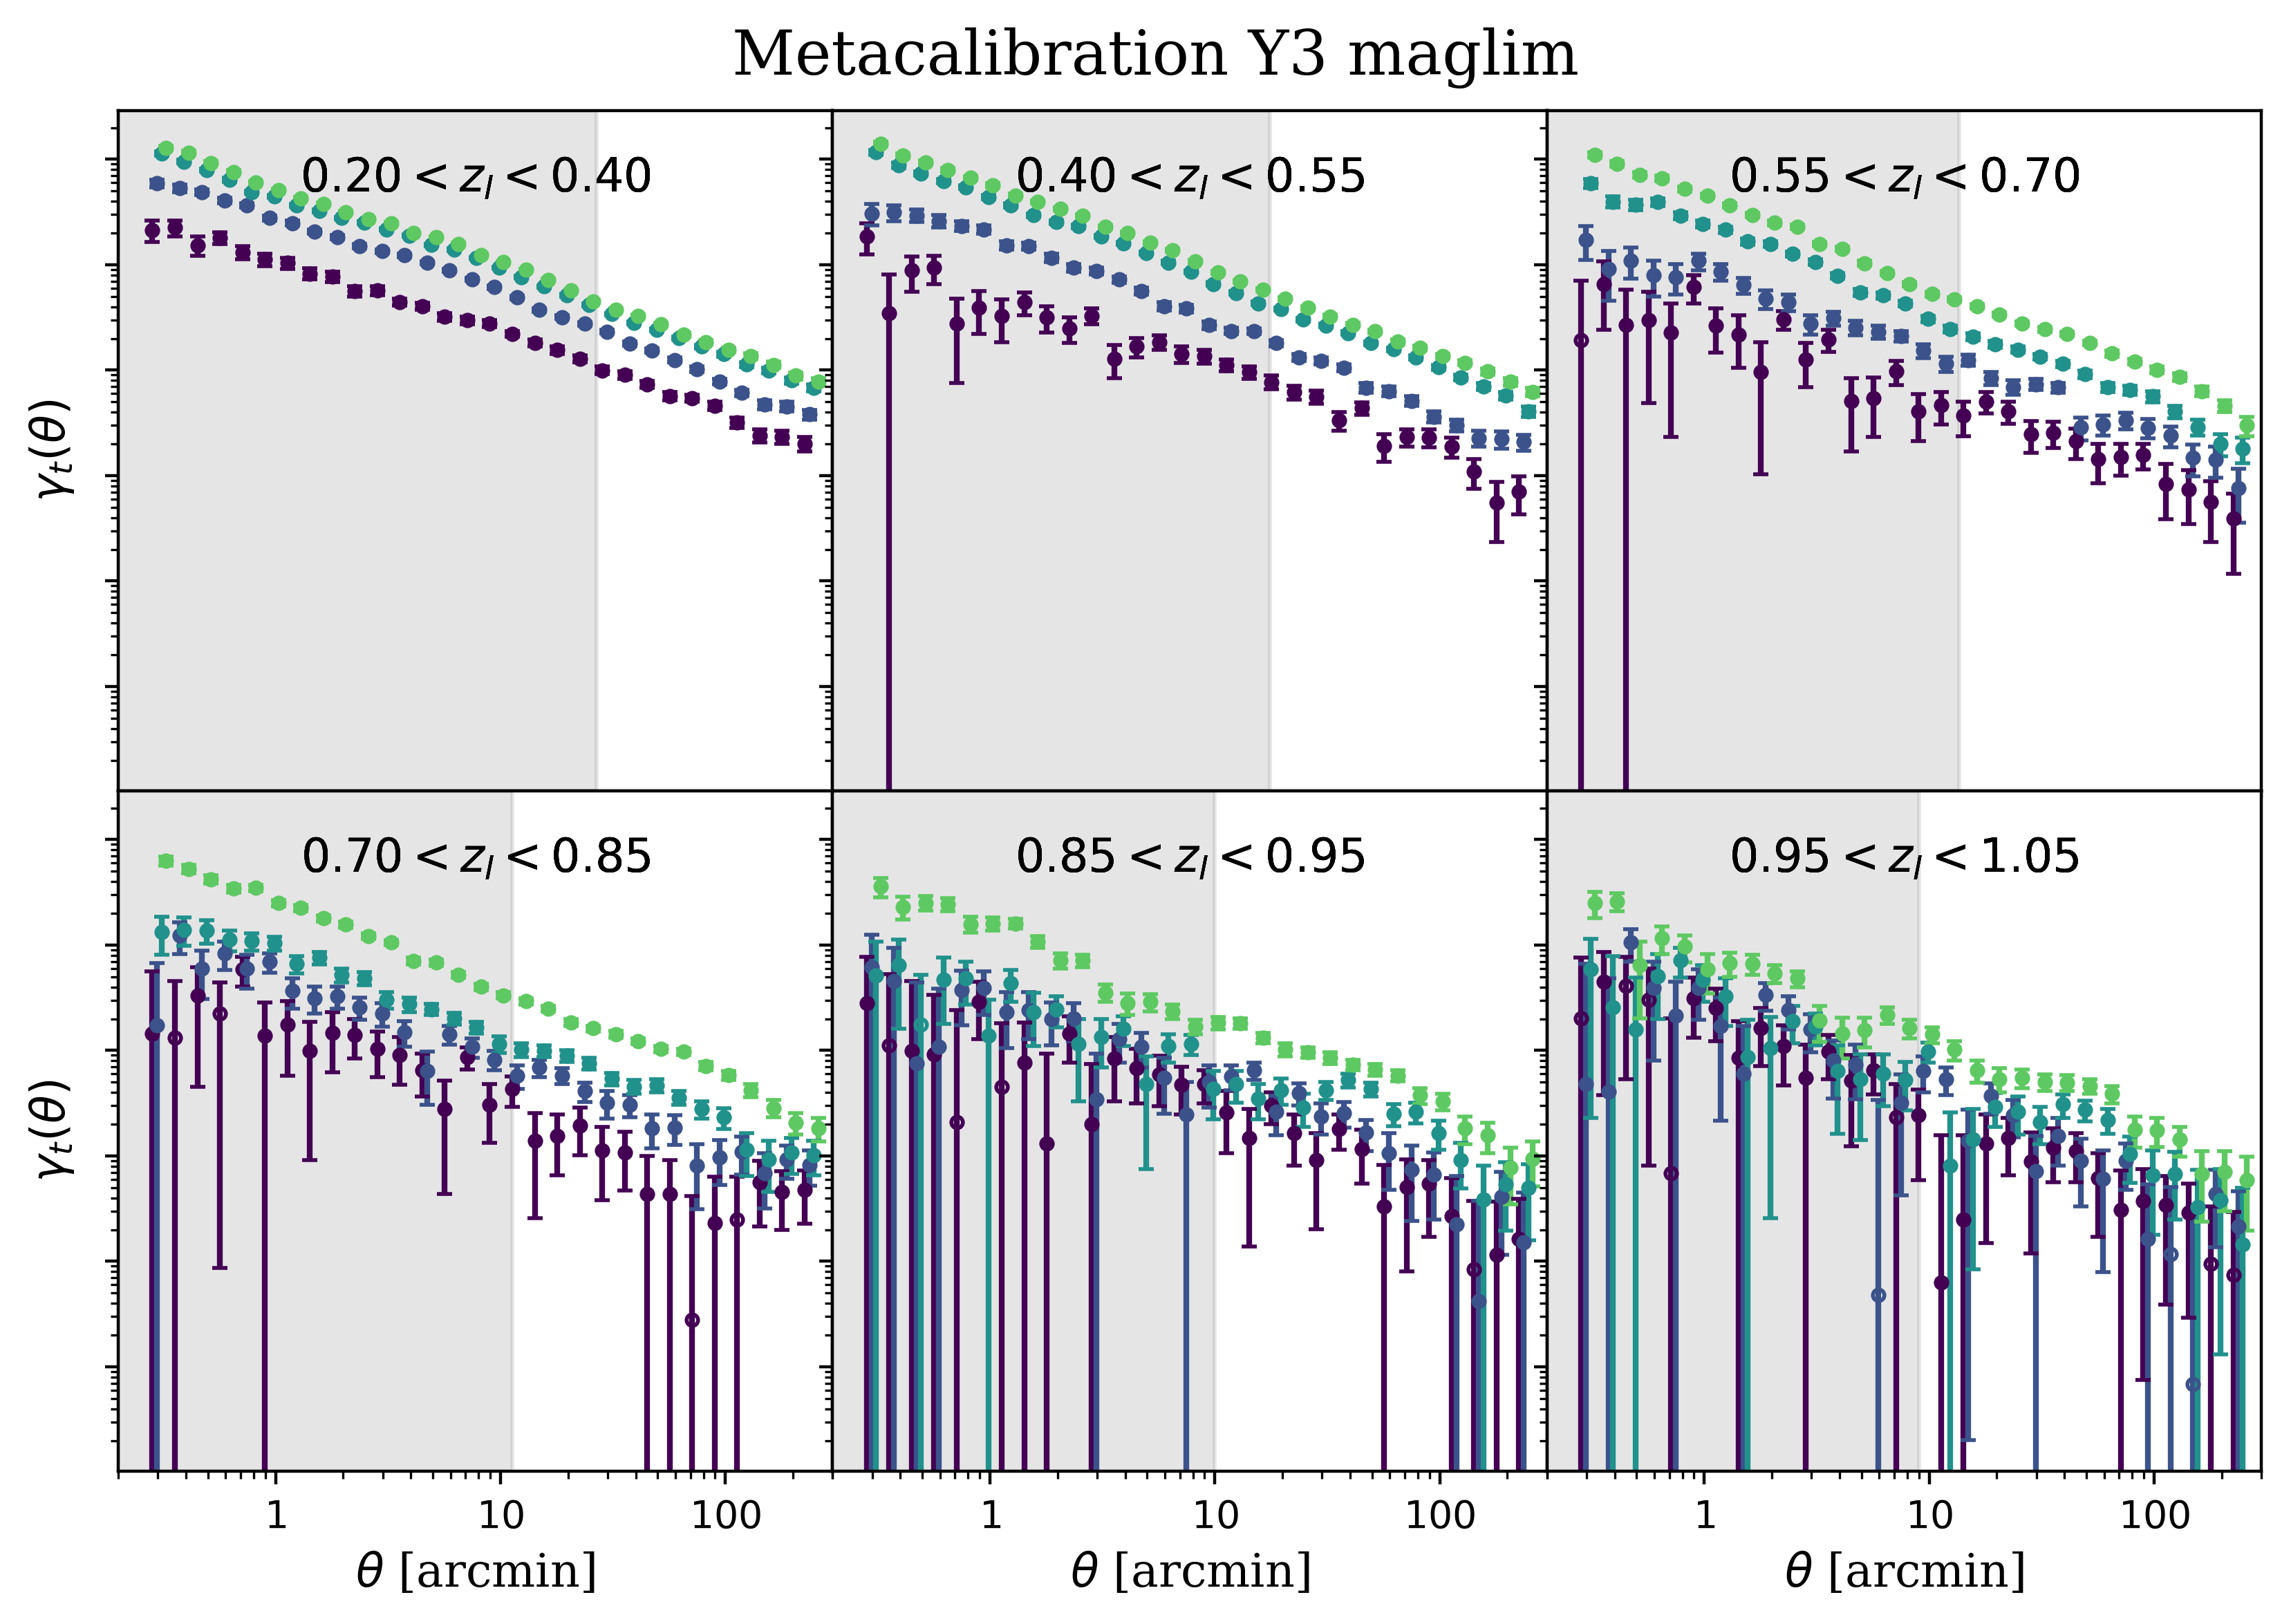 Metacalibration Y3 maglim
0.20 < z_l < 0.40
0.40 < z_l < 0.55
0.55 < z_l < 0.70
γ_t(θ)
0.70 < z_l < 0.85
0.85 < z_l < 0.95
0.95 < z_l < 1.05
γ_t(θ)
1 10 100
1 10 100
1 10 100
θ [arcmin]
θ [arcmin]
θ [arcmin]